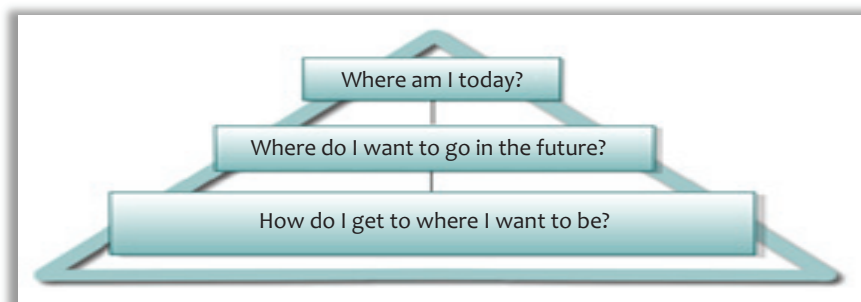 Where am I today?
Where do I want to go in the future?
How do I get to where I want to be?